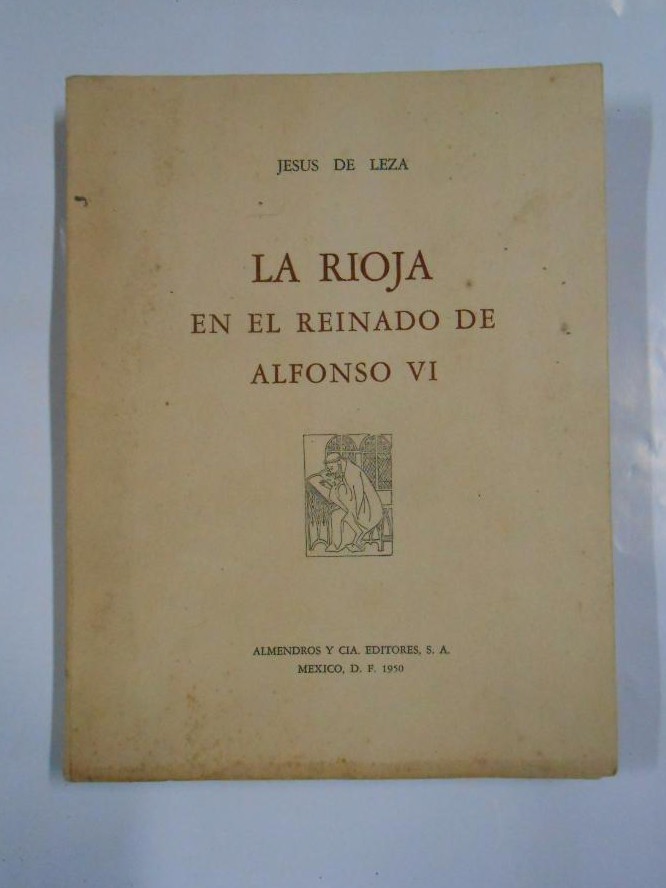 JESUS DE LEZA
LA RIOJA
EN EL REINADO DE
ALFONSO VI
ALMENDROS Y CIA. EDITORES, S. A.
MEXICO, D. F. 1950